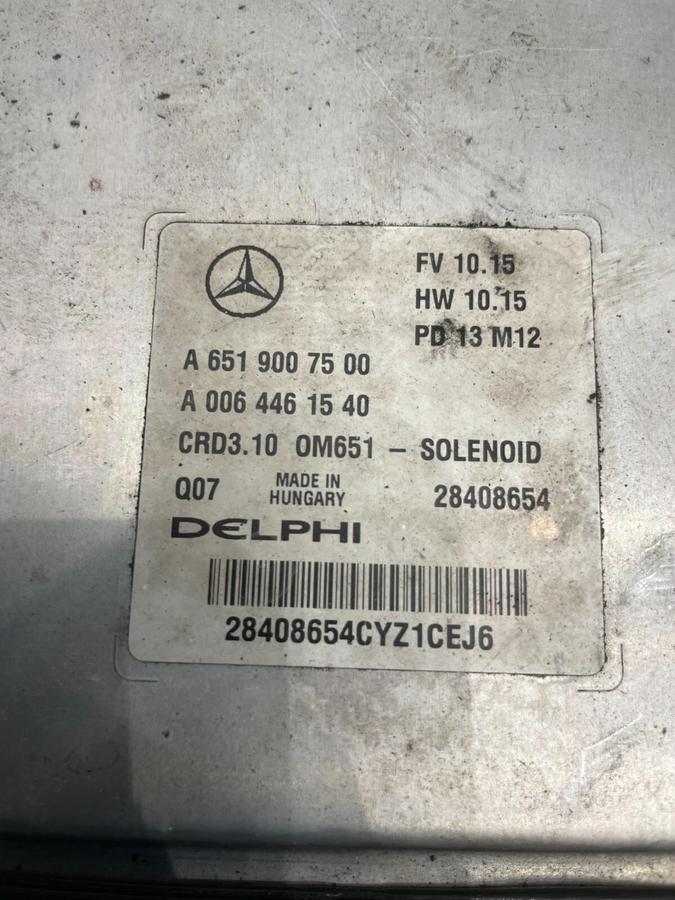 FV 10.15
HW 10.15
PD 13 M12
A 651 900 75 00
A 006 446 15 40
CRD3.10 OM651 – SOLENOID
Q07 MADE IN HUNGARY 28408654
DELPHI
28408654CYZ1CEJ6